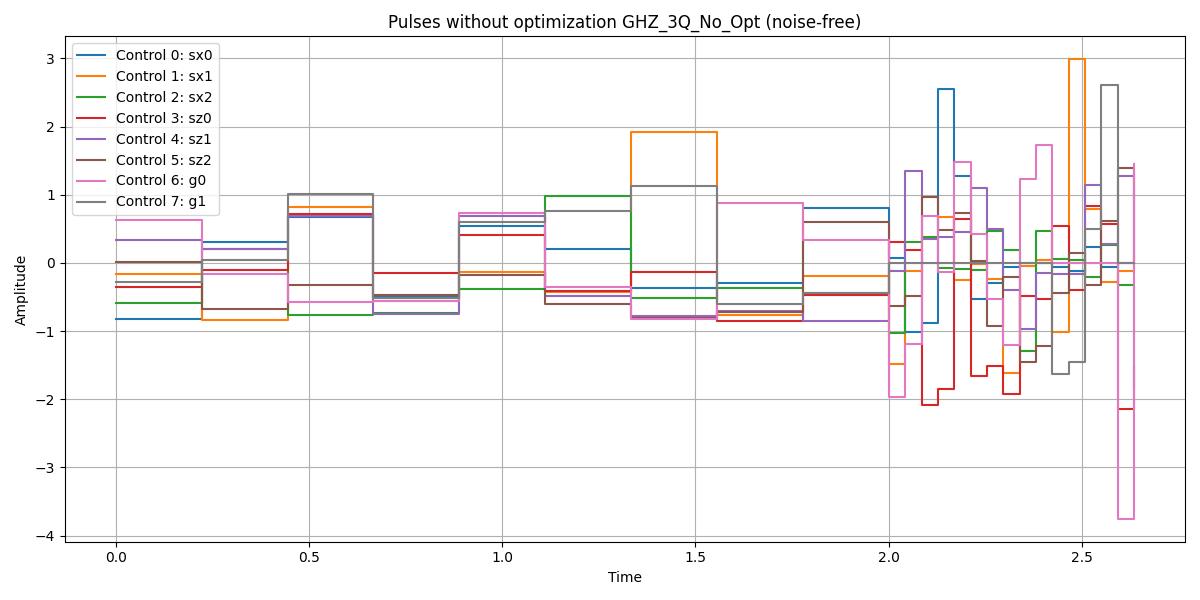 Pulses without optimization GHZ_3Q_No_Opt (noise-free)
Control 0: sx0
Control 1: sx1
Control 2: sx2
Control 3: sz0
Control 4: sz1
Control 5: sz2
Control 6: g0
Control 7: g1
Amplitude
3
2
1
0
−1
−2
−3
−4
0.0 0.5 1.0 1.5 2.0 2.5
Time